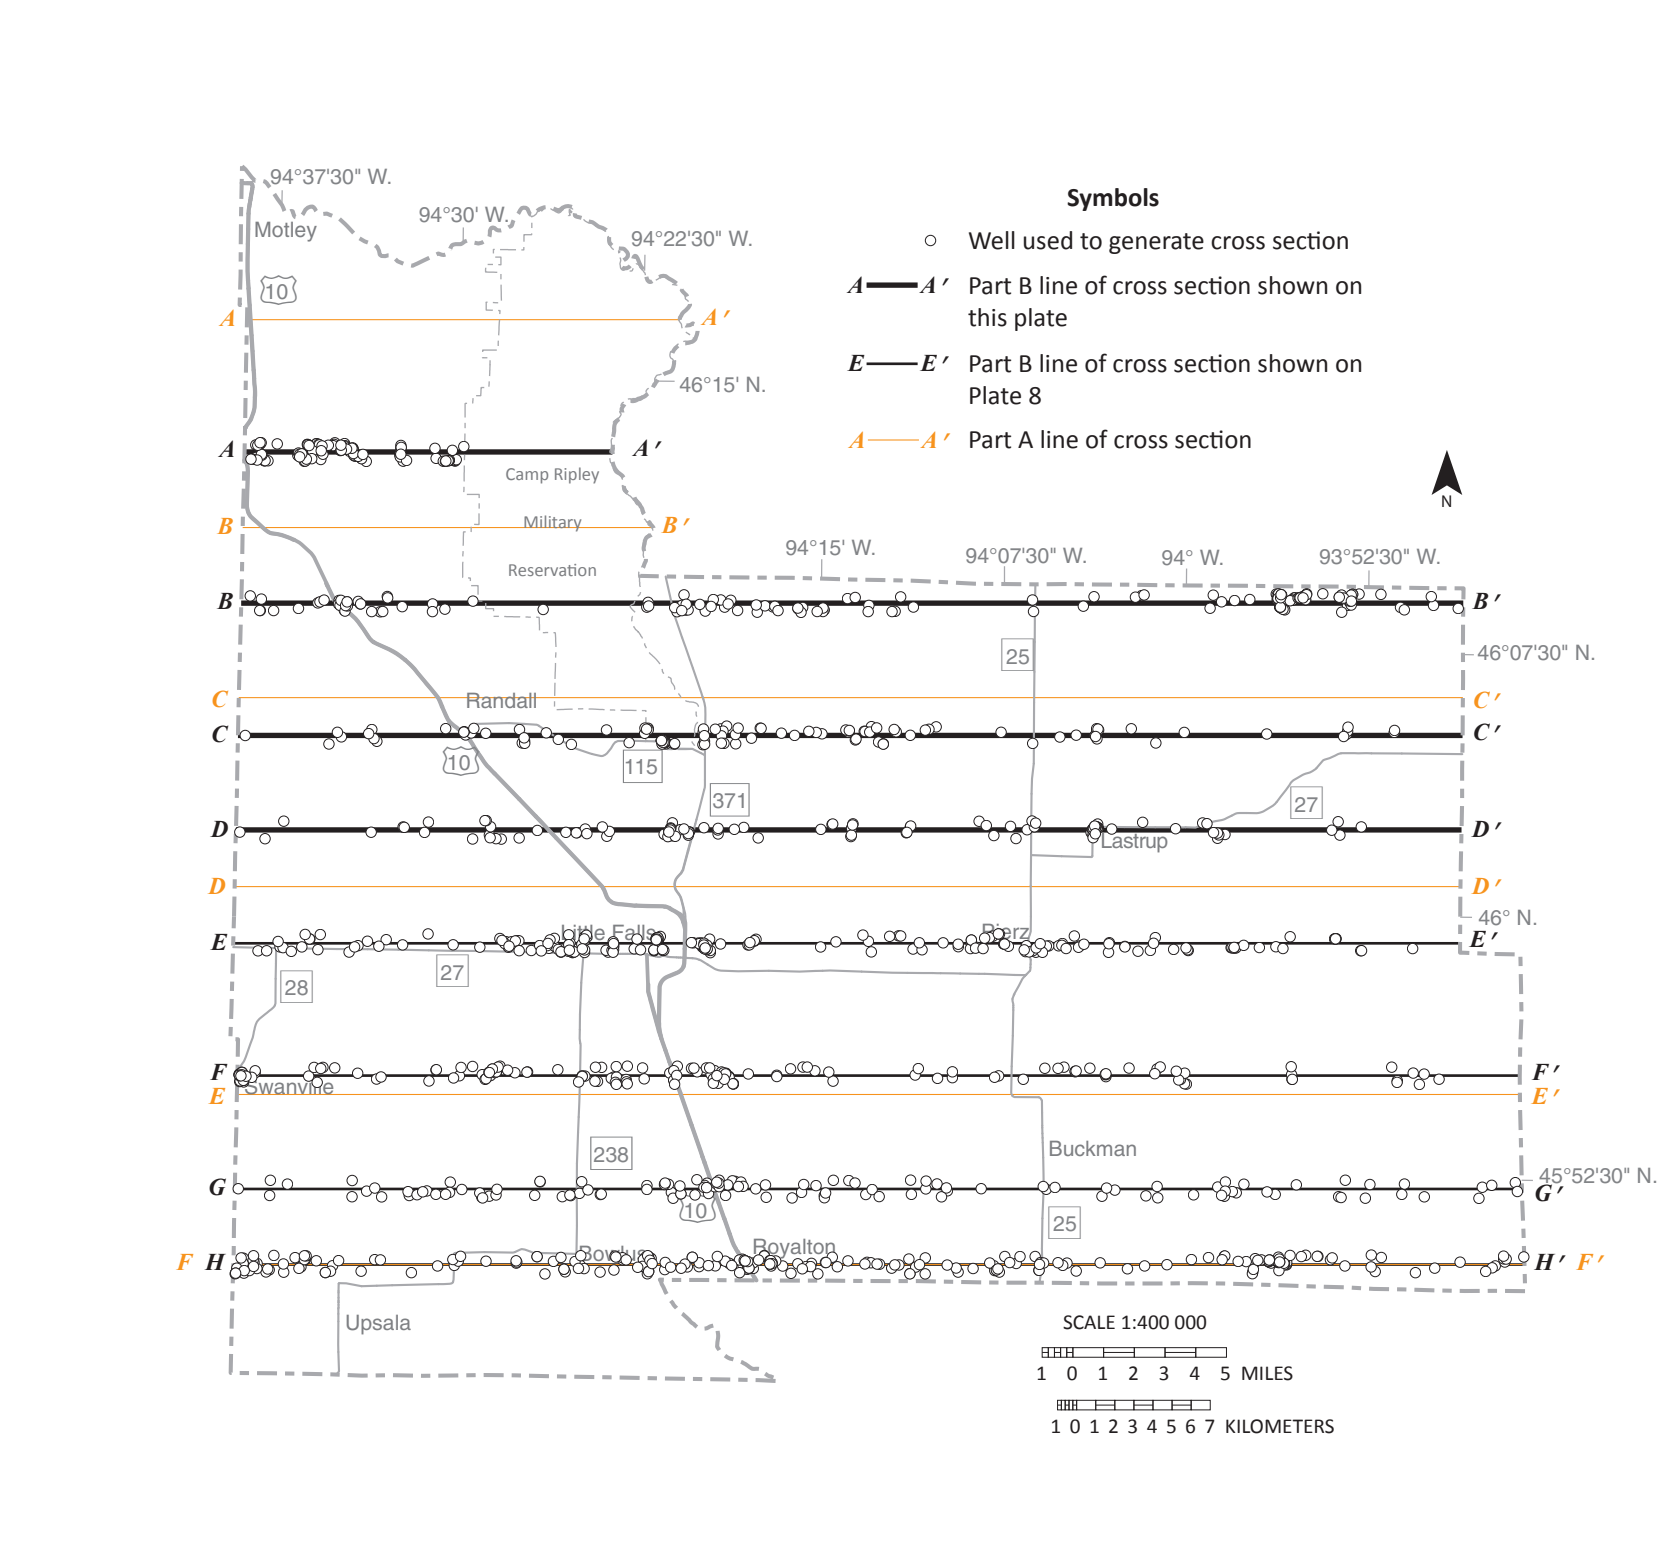 94°37'30" W.
94°30' W.
94°22'30" W.
Motley
10
A A′
46°15' N.
Symbols
Well used to generate cross section
A A′ Part B line of cross section shown on
this plate
E E′ Part B line of cross section shown on
Plate 8
A A′ Part A line of cross section
N
A A′
Camp Ripley
B Military B′
Reservation
94°15' W.
94°07'30" W.
94° W.
93°52'30" W.
B B′
25
46°07'30" N.
C Randall C′
C C′
10
115
371
27
D D′
Lastrup
D D′
46° N.
Little Falls
Pierz
E E′
27
28
F F′
Swanville
E E′
238
Buckman
45°52'30" N.
G G′
10
25
Bowlus
Royalton
F H H′ F′
Upsala
SCALE 1:400 000
1 0 1 2 3 4 5 MILES
1 0 1 2 3 4 5 6 7 KILOMETERS